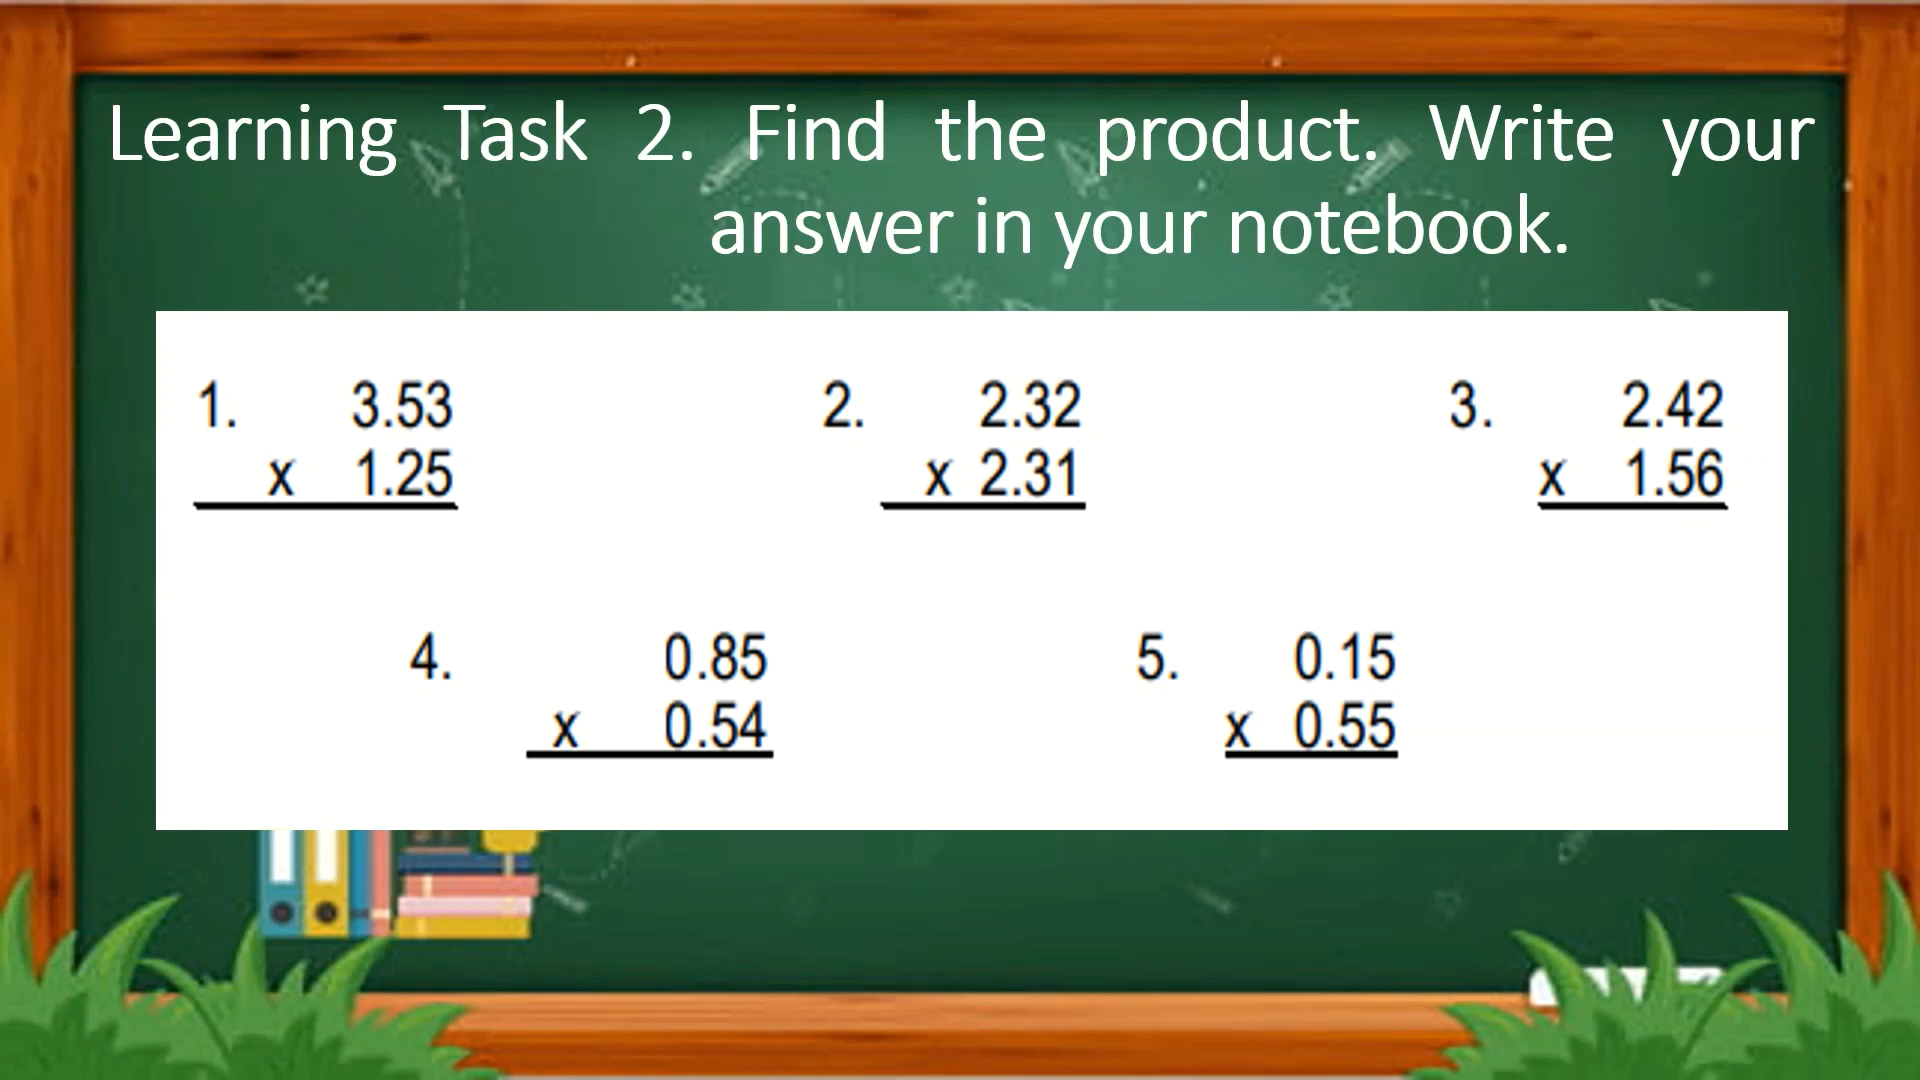 Learning Task 2. Find the product. Write your
answer in your notebook.
1. 3.53 2. 2.32 3. 2.42
x 1.25 x 2.31 x 1.56
4. 0.85 5. 0.15
x 0.54 x 0.55